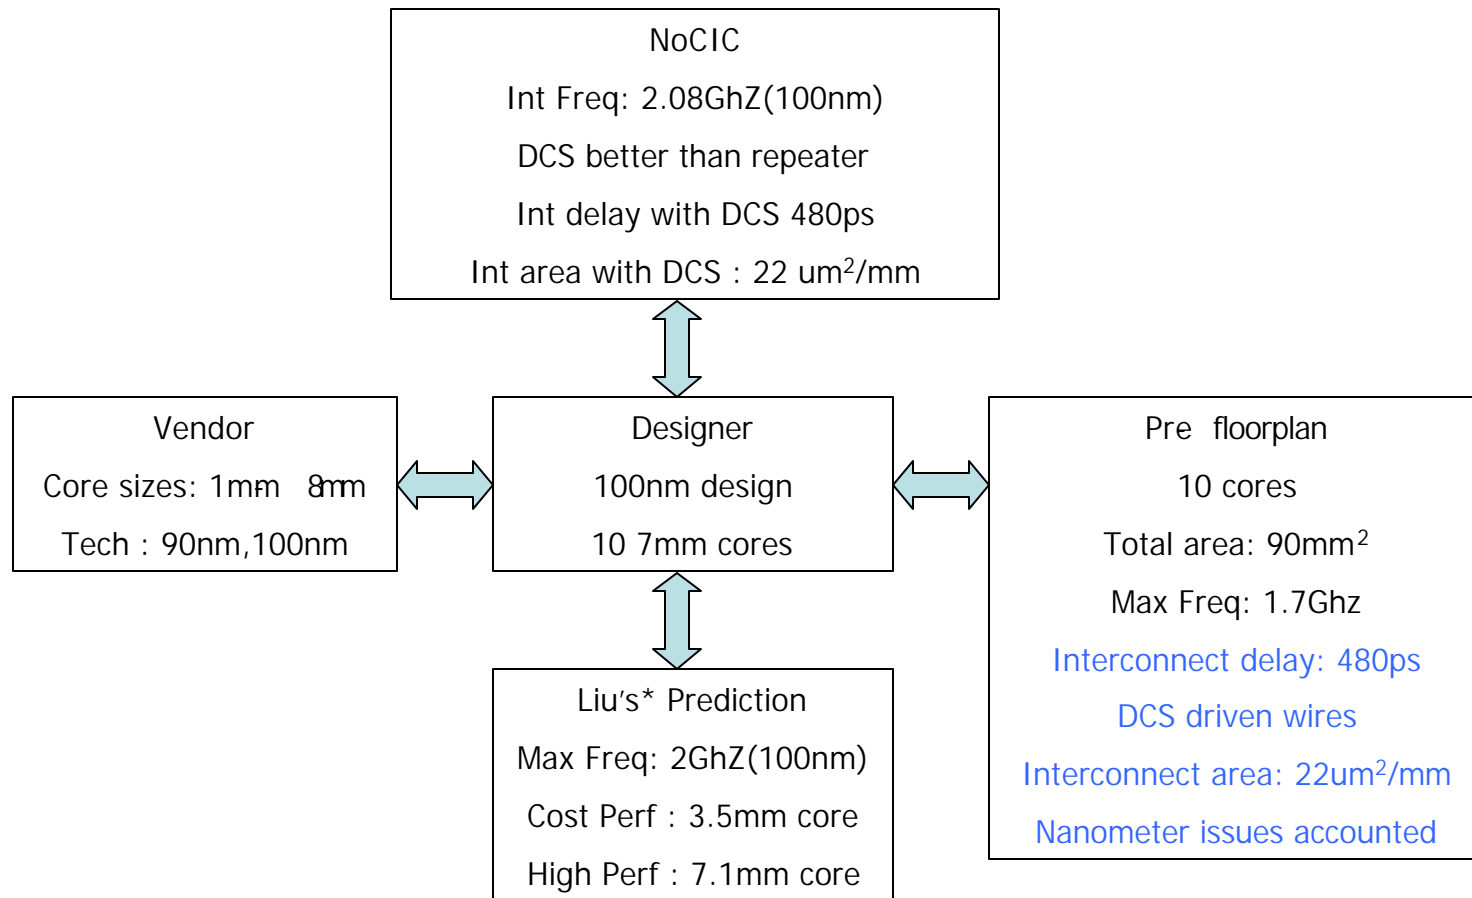 NoCIC
Int Freq: 2.08GhZ(100nm)
DCS better than repeater
Int delay with DCS 480ps
Int area with DCS : 22 um²/mm
Vendor
Core sizes: 1mm- 8mm
Tech : 90nm,100nm
Designer
100nm design
10 7mm cores
Pre floorplan
10 cores
Total area: 90mm²
Max Freq: 1.7Ghz
Interconnect delay: 480ps
DCS driven wires
Interconnect area: 22um²/mm
Nanometer issues accounted
Liu's* Prediction
Max Freq: 2GhZ(100nm)
Cost Perf : 3.5mm core
High Perf : 7.1mm core